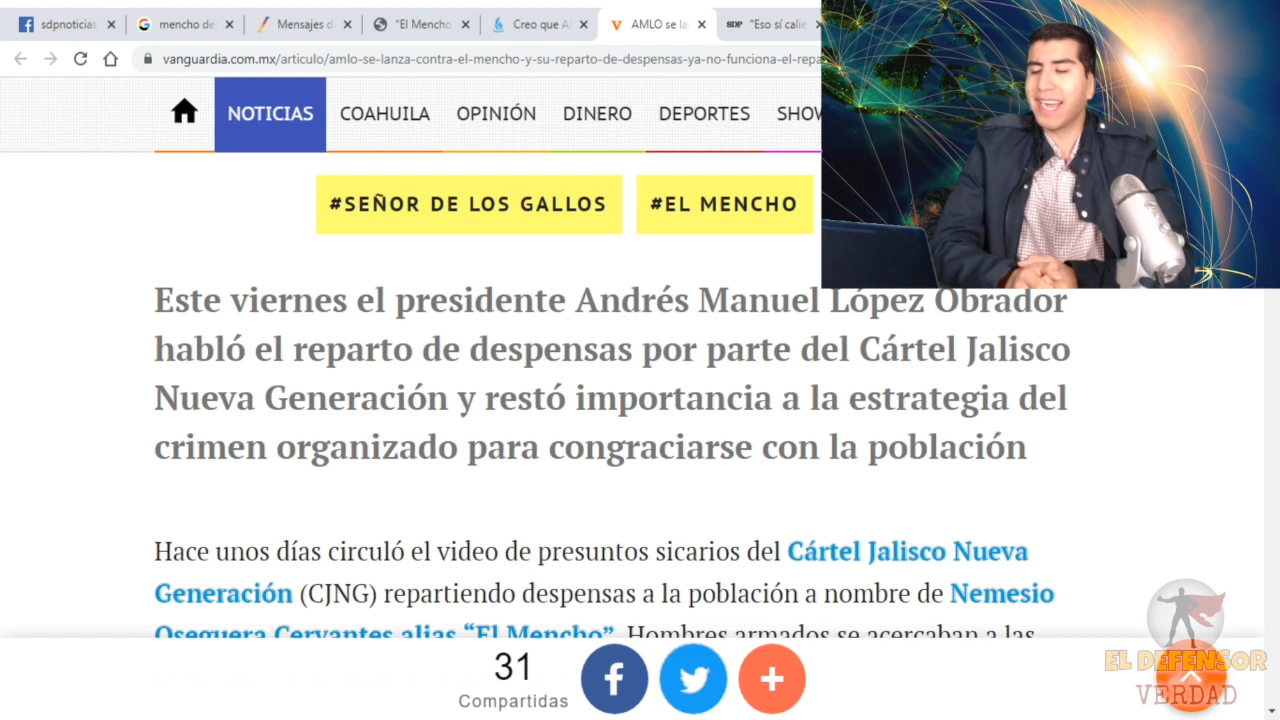 sdpnoticias
mencho de
Mensajes d
"El Mencho
Creo que A
AMLO se la
SDP "Eso sí calie
vanguardia.com.mx/articulo/amlo-se-lanza-contra-el-mencho-y-su-reparto-de-despensas-ya-no-funciona-el-repa
NOTICIAS COAHUILA OPINIÓN DINERO DEPORTES SHOW
#SEÑOR DE LOS GALLOS #EL MENCHO
Este viernes el presidente Andrés Manuel López Obrador
habló el reparto de despensas por parte del Cártel Jalisco
Nueva Generación y restó importancia a la estrategia del
crimen organizado para congraciarse con la población
Hace unos días circuló el video de presuntos sicarios del Cártel Jalisco Nueva
Generación (CJNG) repartiendo despensas a la población a nombre de Nemesio
Oseguera Cervantes alias “El Mencho”. Hombres armados se acercaban a las
31
Compartidas
EL DEFENSOR
VERDAD